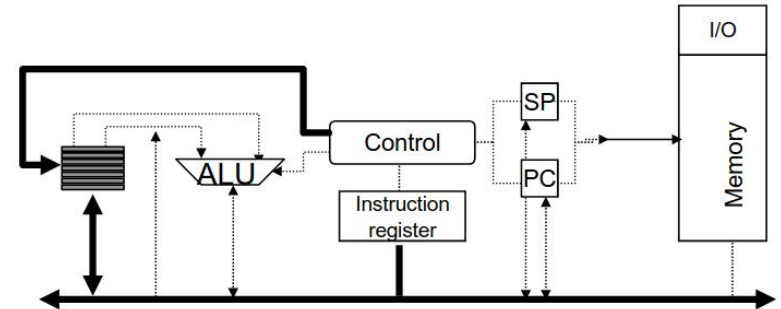 I/O
SP
Control
ALU
PC
Memory
Instruction
register